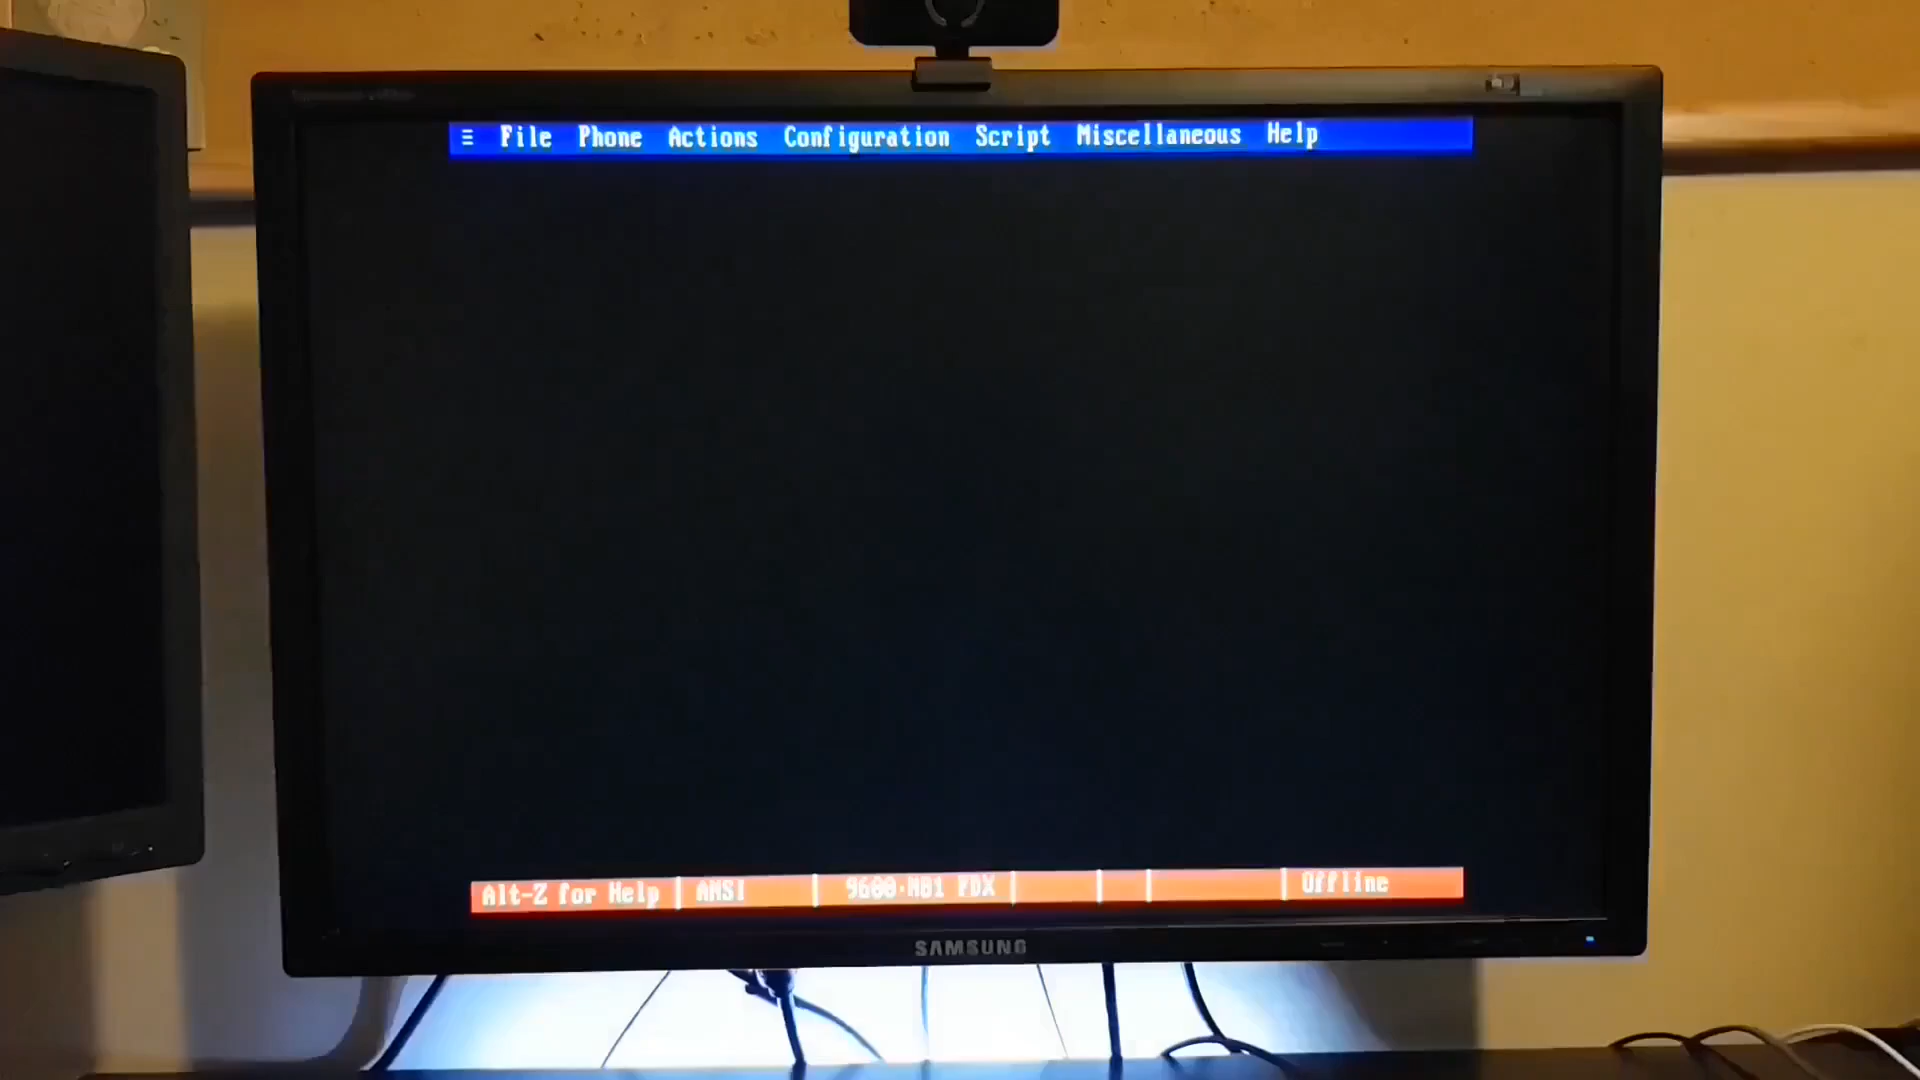 ≡ File Phone Actions Configuration Script Miscellaneous Help
Alt-Z for Help | ANSI | 9600·N81 FDX | | | | Offline
SAMSUNG